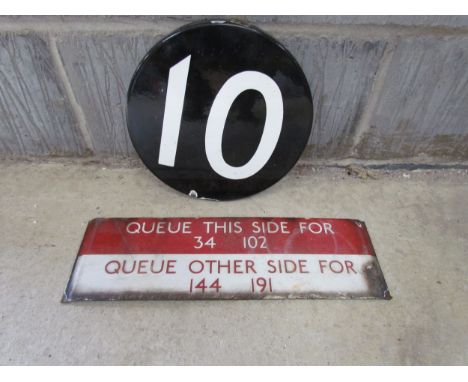 10
QUEUE THIS SIDE FOR
34 102
QUEUE OTHER SIDE FOR
144 191